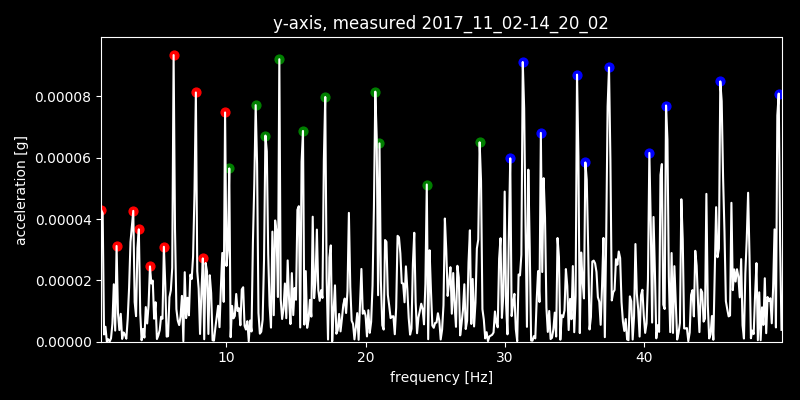 y-axis, measured 2017_11_02-14_20_02
acceleration [g]
0.00008
0.00006
0.00004
0.00002
0.00000
10 20 30 40
frequency [Hz]